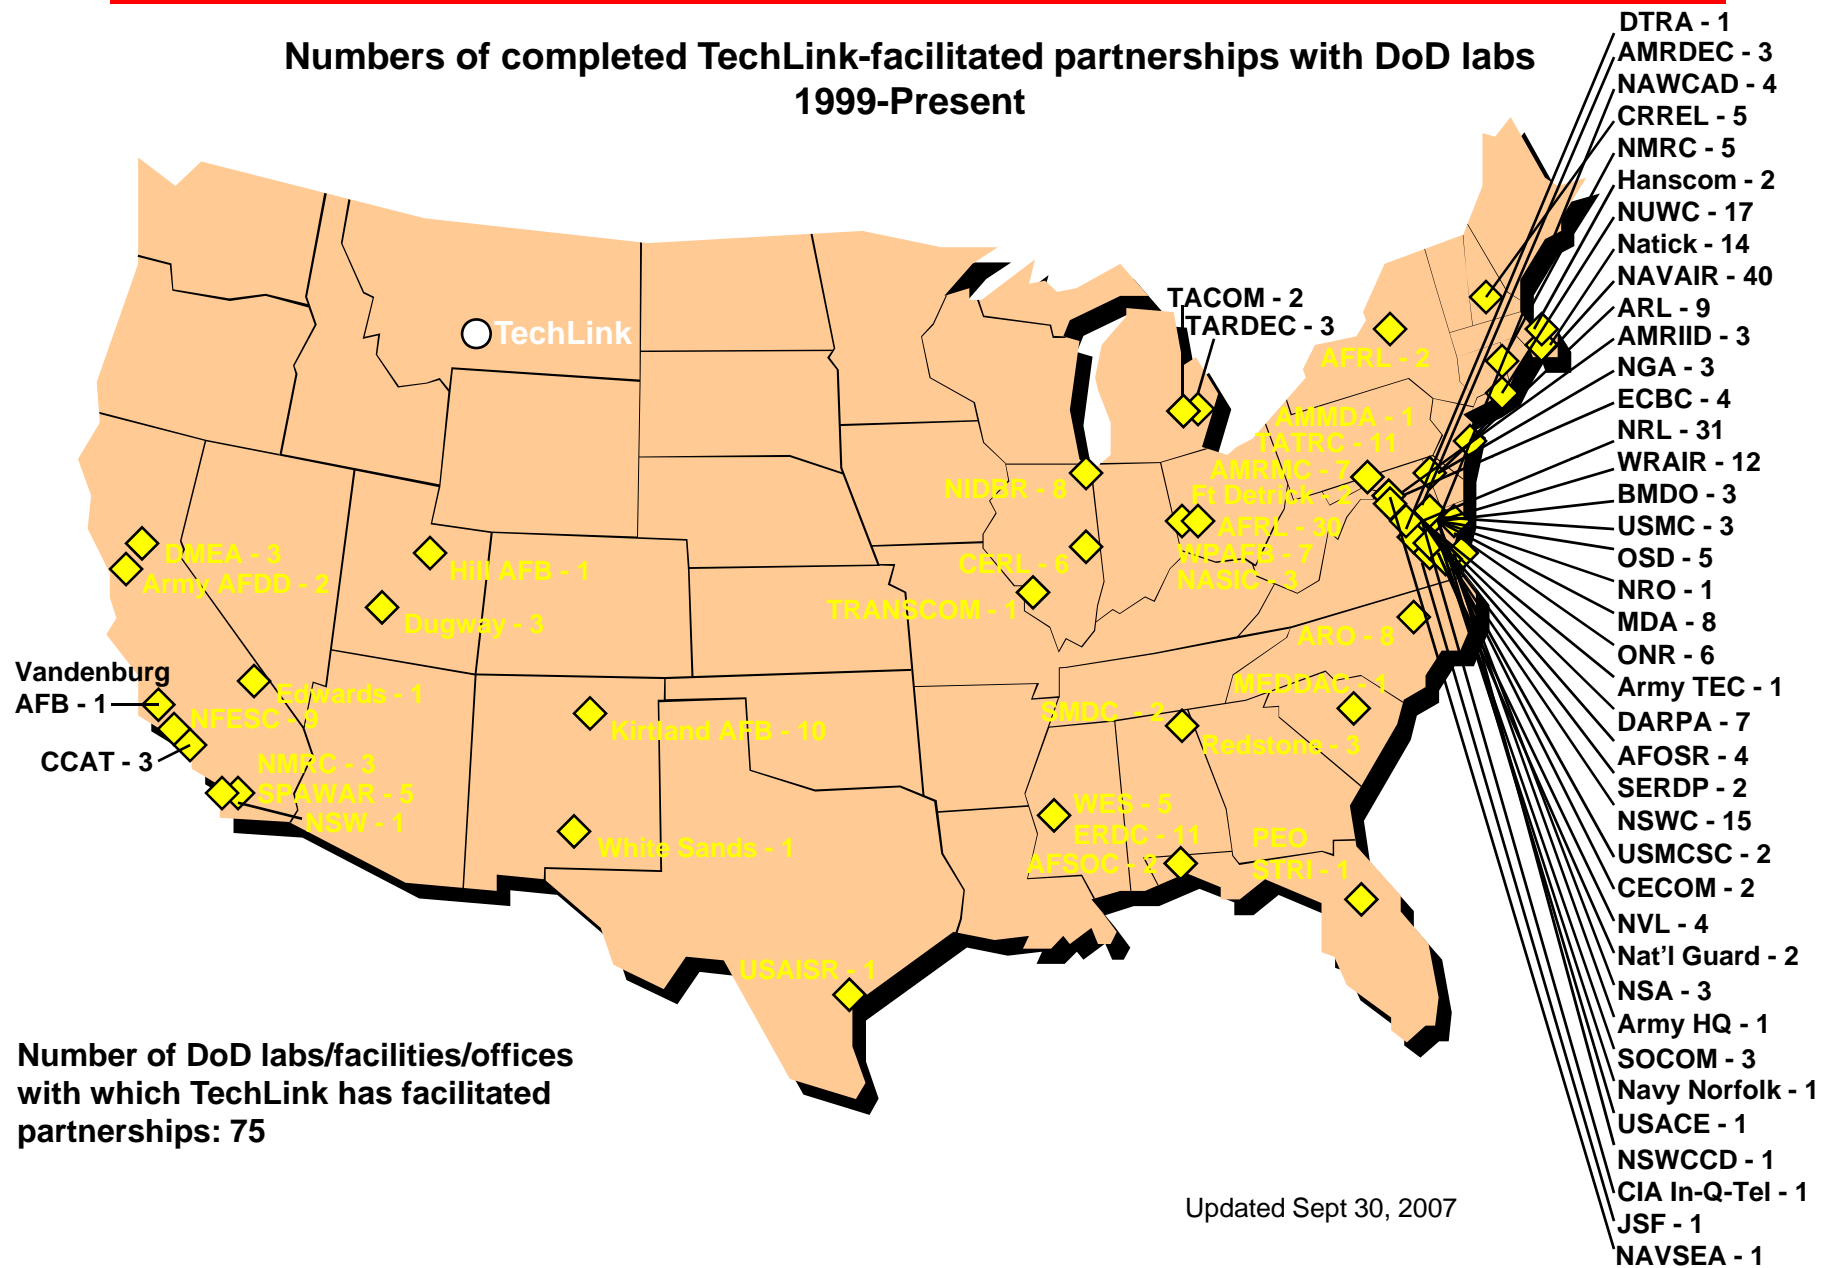 Numbers of completed TechLink-facilitated partnerships with DoD labs
1999-Present
TechLink
TACOM - 2
TARDEC - 3
AFRL - 2
AMMDA - 1
TATRC - 11
AMRMC - 7
Ft Detrick - 2
NIDBR - 8
AFRL - 30
WPAFB - 7
NASIC - 3
CERL - 6
TRANSCOM - 1
DMEA - 3
Army AFDD - 2
Hill AFB - 1
Dugway - 3
ARO - 8
Vandenburg
AFB - 1
Edwards - 1
NFESC - 9
CCAT - 3
NMRC - 3
SPAWAR - 5
NSW - 1
Kirtland AFB - 10
White Sands - 1
MEDDAC - 1
SMDC - 2
Redstone - 3
WES - 5
ERDC - 11
AFSOC - 2
PEO
STRI - 1
USAISR - 1
DTRA - 1
AMRDEC - 3
NAWCAD - 4
CRREL - 5
NMRC - 5
Hanscom - 2
NUWC - 17
Natick - 14
NAVAIR - 40
ARL - 9
AMRIID - 3
NGA - 3
ECBC - 4
NRL - 31
WRAIR - 12
BMDO - 3
USMC - 3
OSD - 5
NRO - 1
MDA - 8
ONR - 6
Army TEC - 1
DARPA - 7
AFOSR - 4
SERDP - 2
NSWC - 15
USMCSC - 2
CECOM - 2
NVL - 4
Nat’l Guard - 2
NSA - 3
Army HQ - 1
SOCOM - 3
Navy Norfolk - 1
USACE - 1
NSWCCD - 1
CIA In-Q-Tel - 1
JSF - 1
NAVSEA - 1
Number of DoD labs/facilities/offices
with which TechLink has facilitated
partnerships: 75
Updated Sept 30, 2007